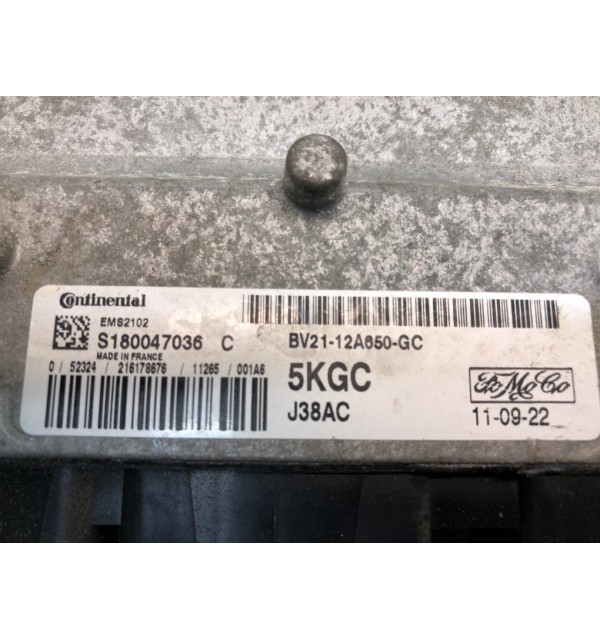 Continental
EMS2102
S180047036 C
MADE IN FRANCE
0 / 52324 / 216178676 / 11265 / 001A6
BV21-12A650-GC
5KGC
J38AC
FoMoCo
11-09-22